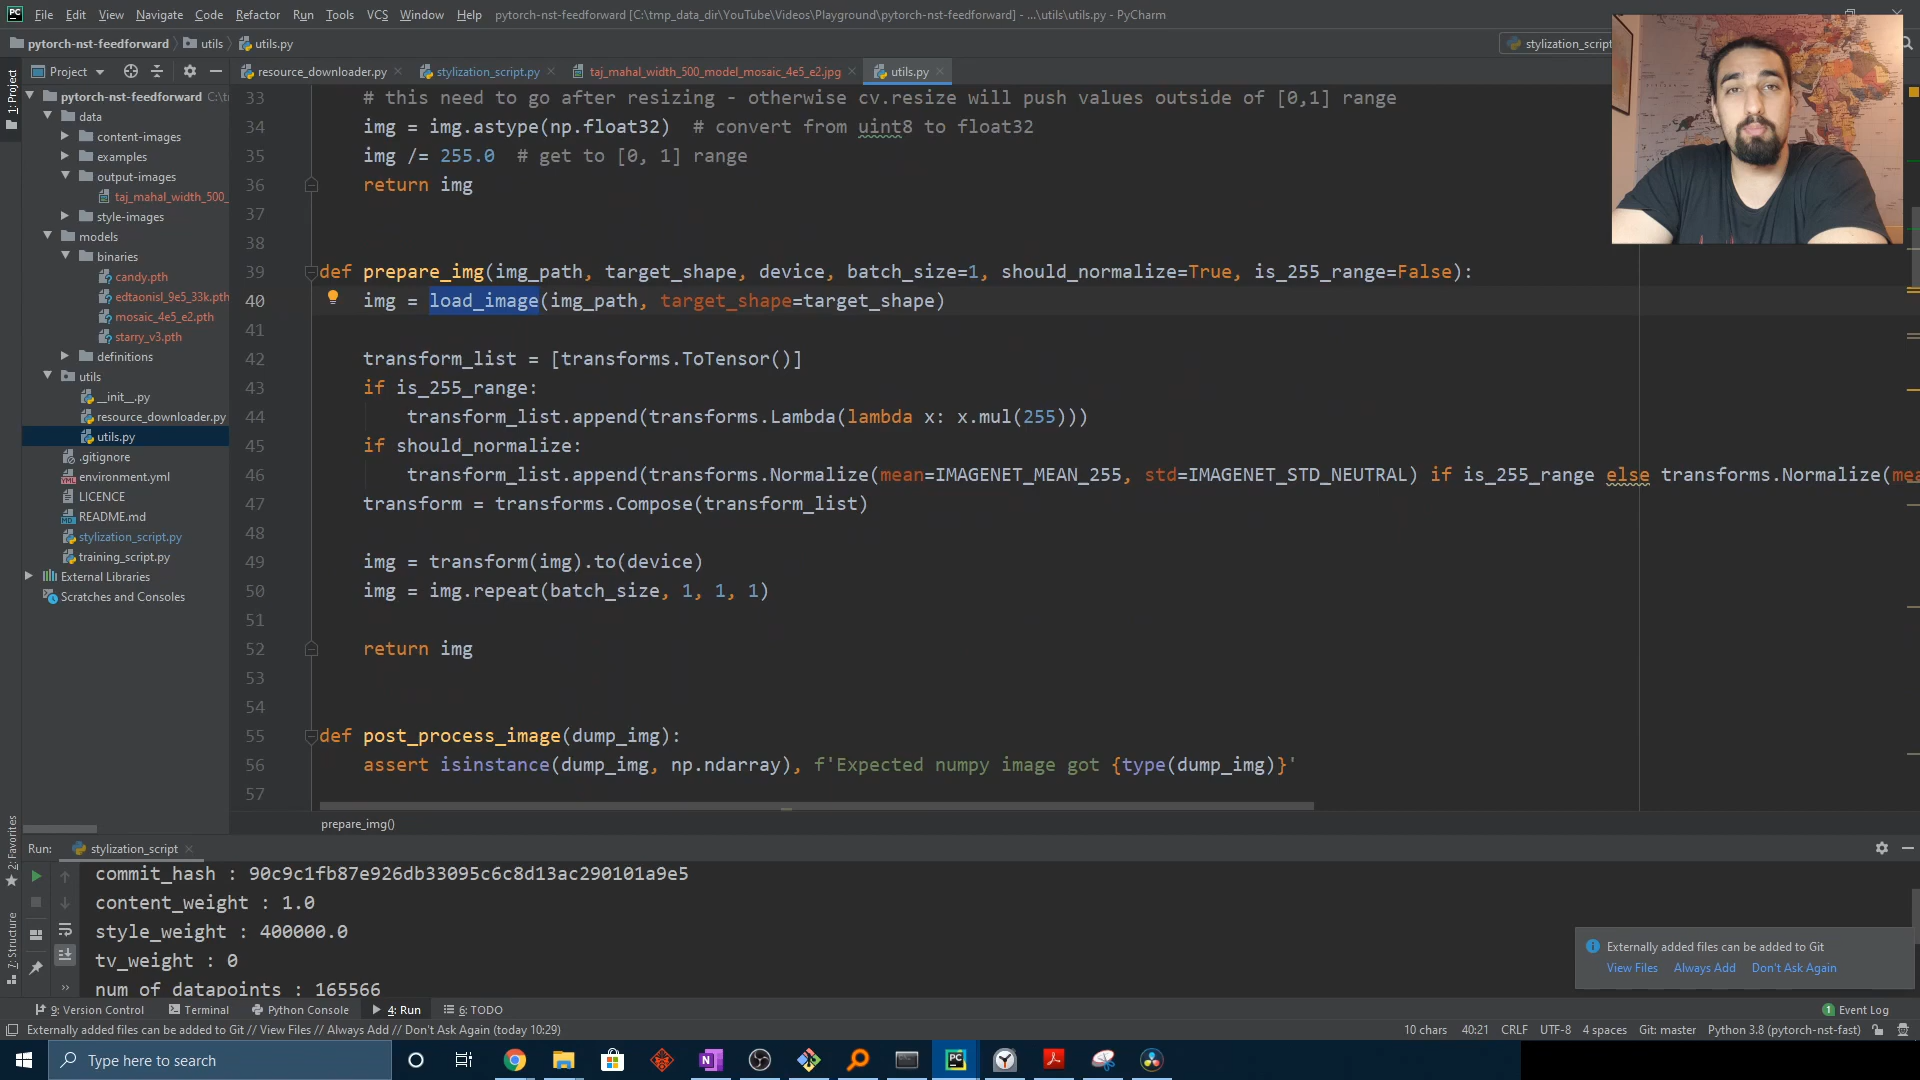 PC File Edit View Navigate Code Refactor Run Tools VCS Window Help pytorch-nst-feedforward [C:\tmp_data_dir\YouTube\Videos\Playground\pytorch-nst-feedforward] - ...\utils\utils.py - PyCharm
pytorch-nst-feedforward utils utils.py stylization_script
Project resource_downloader.py stylization_script.py taj_mahal_width_500_model_mosaic_4e5_e2.jpg utils.py
1: Project
pytorch-nst-feedforward C:\t
data
content-images
examples
output-images
taj_mahal_width_500_
style-images
models
binaries
candy.pth
edtaonisl_9e5_33k.pth
mosaic_4e5_e2.pth
starry_v3.pth
definitions
utils
__init__.py
resource_downloader.py
utils.py
.gitignore
environment.yml
LICENCE
README.md
stylization_script.py
training_script.py
External Libraries
Scratches and Consoles
33 # this need to go after resizing - otherwise cv.resize will push values outside of [0,1] range
34 img = img.astype(np.float32)  # convert from uint8 to float32
35 img /= 255.0  # get to [0, 1] range
36 return img
37
38
39 def prepare_img(img_path, target_shape, device, batch_size=1, should_normalize=True, is_255_range=False):
40 img = load_image(img_path, target_shape=target_shape)
41
42 transform_list = [transforms.ToTensor()]
43 if is_255_range:
44 transform_list.append(transforms.Lambda(lambda x: x.mul(255)))
45 if should_normalize:
46 transform_list.append(transforms.Normalize(mean=IMAGENET_MEAN_255, std=IMAGENET_STD_NEUTRAL) if is_255_range else transforms.Normalize(mea
47 transform = transforms.Compose(transform_list)
48
49 img = transform(img).to(device)
50 img = img.repeat(batch_size, 1, 1, 1)
51
52 return img
53
54
55 def post_process_image(dump_img):
56 assert isinstance(dump_img, np.ndarray), f'Expected numpy image got {type(dump_img)}'
57
prepare_img()
2: Favorites
7: Structure
Run: stylization_script
commit_hash : 90c9c1fb87e926db33095c6c8d13ac290101a9e5
content_weight : 1.0
style_weight : 400000.0
tv_weight : 0
num of datapoints : 165566
Externally added files can be added to Git
View Files Always Add Don't Ask Again
9: Version Control Terminal Python Console 4: Run 6: TODO 1 Event Log
Externally added files can be added to Git // View Files // Always Add // Don't Ask Again (today 10:29) 10 chars 40:21 CRLF UTF-8 4 spaces Git: master Python 3.8 (pytorch-nst-fast)
Type here to search